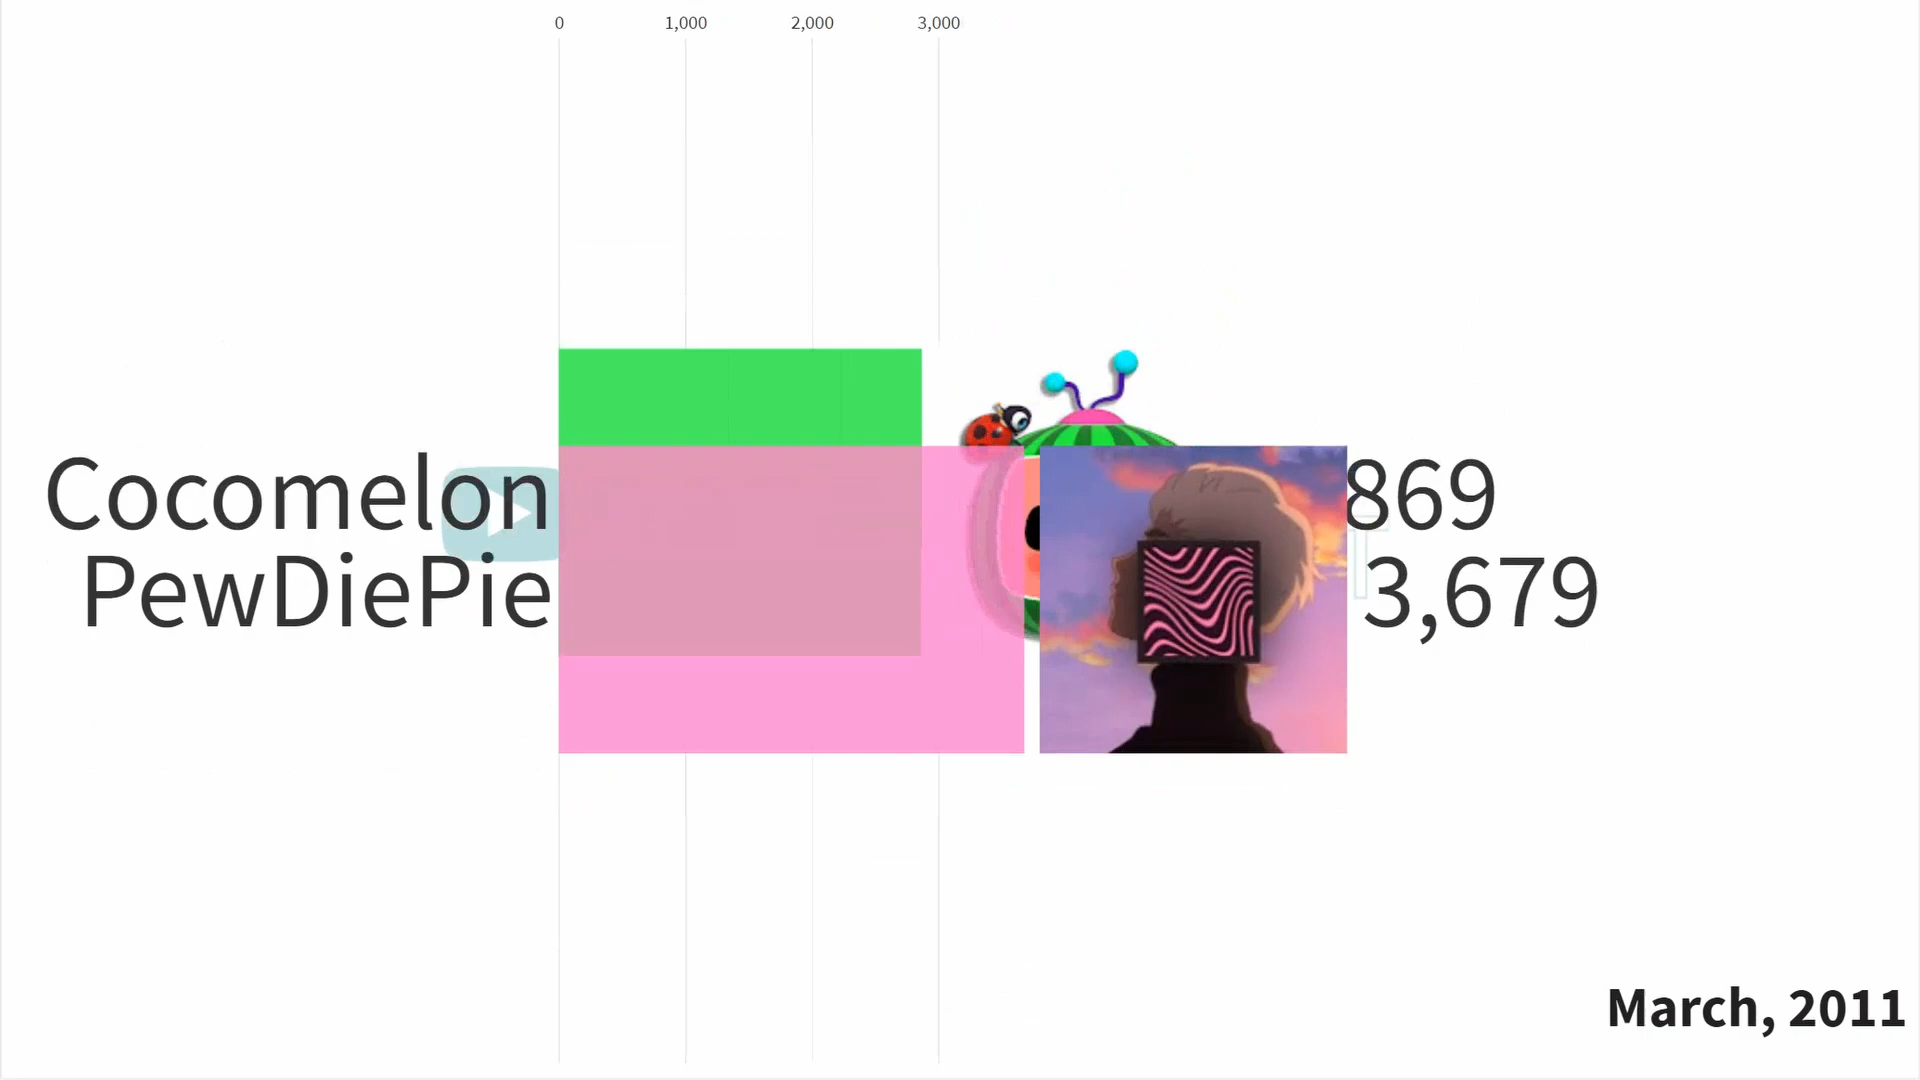 0 1,000 2,000 3,000
Cocomelon 869
PewDiePie 3,679
March, 2011